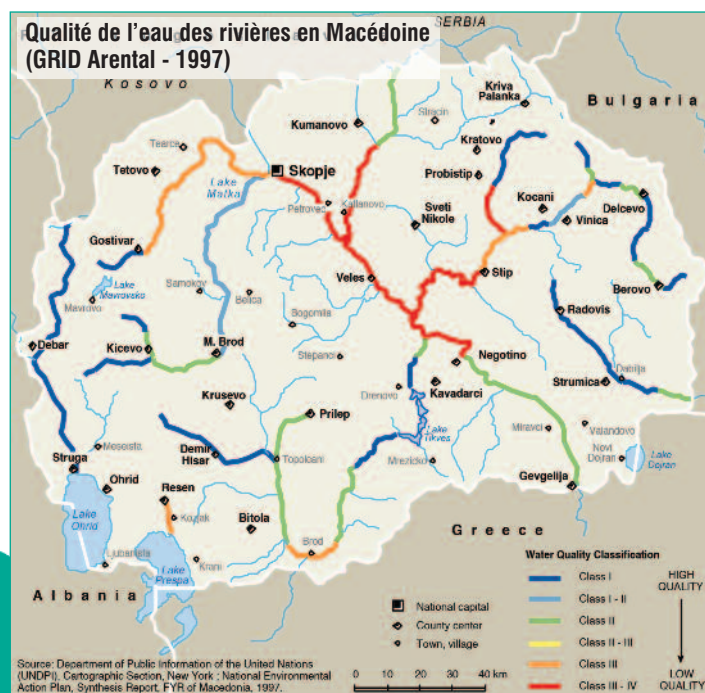 Qualité de l'eau des rivières en Macédoine
(GRID Arental - 1997)
SERBIA
Kosovo
Bulgaria
Kriva
Palanka
Kumanovo
Stracin
Tearce
Kratovo
Tetovo
Skopje
Probistip
Lake
Matka
Petrovec
Katlanovo
Sveti
Nikole
Kocani
Delcevo
Vinica
Gostivar
Stip
Veles
Berovo
Lake
Mavrovsko
Samokov
Belica
Mavrovo
Bogomila
Radovis
Debar
Kicevo
M. Brod
Stepanci
Negotino
Drenovo
Kavadarci
Strumica
Dabilja
Krusevo
Prilep
Lake
Tikves
Miravci
Valandovo
Meseista
Demir
Hisar
Topolcani
Mrezicko
Novi
Dojran
Lake
Dojran
Struga
Ohrid
Resen
Gevgelija
Kozjak
Bitola
Lake
Ohrid
Brod
Greece
Ljubanista
Lake
Prespa
Krani
Albania
Water Quality Classification
Class I
HIGH
QUALITY
Class I - II
Class II
Class II - III
Class III
Class III - IV
LOW
QUALITY
National capital
County center
Town, village
Source: Department of Public Information of the United Nations
(UNDPI), Cartographic Section, New York ; National Environmental
Action Plan, Synthesis Report, FYR of Macedonia, 1997.
0 10 20 30 40 km